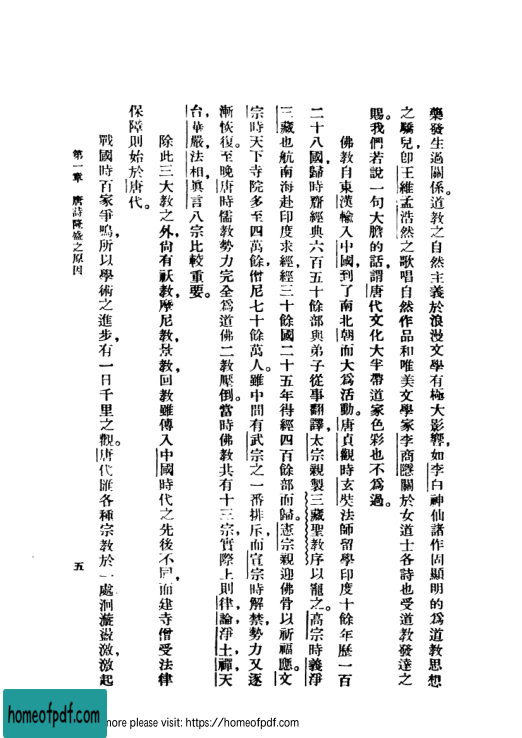 藥發生過關係。道教之自然主義於浪漫文學有極大影響，如李白神仙諸作固顯明的爲道教思想
之驕兒，卽王維孟浩然之歌唱自然作品和唯美文學家李商隱關於女道士各詩也受道教發達之
賜。我們若說一句大膽的話，謂唐代文化大半帶道家色彩也不爲過。
佛教自東漢輸入中國，到了南北朝而大爲活動。唐貞觀時玄奘法師留學印度十餘年歷一百
二十八國，歸時齎經典六百五十餘部與弟子從事翻譯，太宗親製三藏聖教序以寵之。高宗時義淨
三藏也航南海赴印度求經，經三十餘國二十五年得經四百餘部而歸。憲宗親迎佛骨以祈福應。文
宗時天下寺院多至四萬餘，僧尼七十餘萬人。雖中間有武宗之一番排斥，而宣宗時解禁，勢力又逐
漸恢復。至晚唐時儒教勢力完全爲道佛二教壓倒。當時佛教共有十三宗，實際上則律，論，淨土，禪，天
台，華嚴，法相，眞言八宗比較重要。
除此三大教之外，尙有祅教，摩尼教，景教，回教雖傳入中國時代之先後不同，而建寺僧受法律
保障則始於唐代。
戰國時百家爭鳴，所以學術之進步，有一日千里之觀。唐代匯各種宗教於一處洄漩激激，激起
第一章 唐詩隆盛之原因
五
homeofpdf.com
more please visit: https://homeofpdf.com